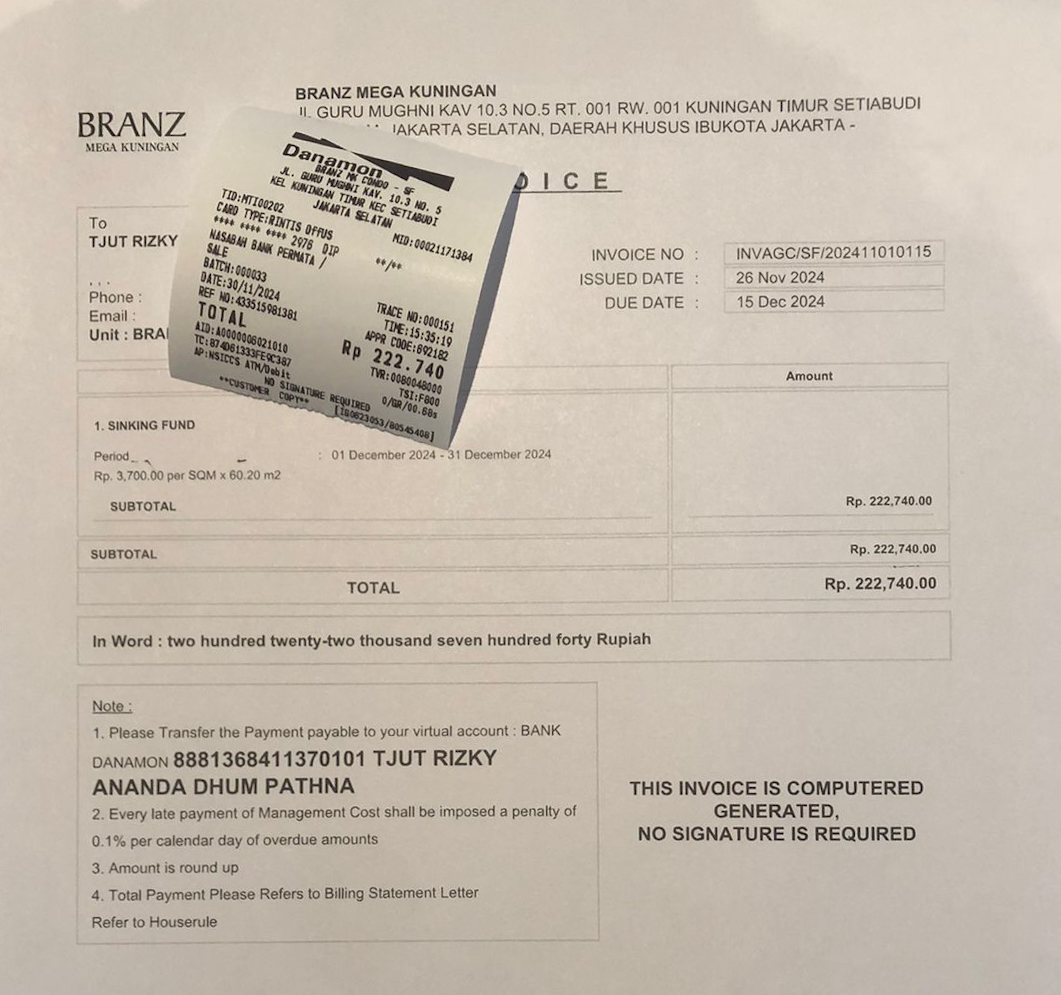 BRANZ
MEGA KUNINGAN
BRANZ MEGA KUNINGAN
JL. GURU MUGHNI KAV 10.3 NO.5 RT. 001 RW. 001 KUNINGAN TIMUR SETIABUDI
JAKARTA SELATAN, DAERAH KHUSUS IBUKOTA JAKARTA -
OICE
To
TJUT RIZKY
. . .
Phone :
Email :
Unit : BRA
INVOICE NO : INVAGC/SF/202411010115
ISSUED DATE : 26 Nov 2024
DUE DATE : 15 Dec 2024
Danamon
BRANZ MK CONDO - SF
JL. GURU MUGHNI KAV. 10.3 NO. 5
KEL KUNINGAN TIMUR KEC SETIABUDI
JAKARTA SELATAN
TID:MTI00202 MID:00021171384
CARD TYPE:RINTIS OFFUS
**** **** **** 2976 DIP **/**
NASABAH BANK PERMATA /
SALE
BATCH:000033 TRACE NO:000151
DATE:30/11/2024 TIME:15:35:19
REF NO:433515981381 APPR CODE:692182
TOTAL Rp 222.740
AID:A0000006021010 TVR:0080048000
TC:874D61333FE9C387 TSI:F800
AP:NSICCS ATM/Debit 0/GR/00.68s
NO SIGNATURE REQUIRED
**CUSTOMER COPY** [IG0623053/80545408]
Amount
1. SINKING FUND
Period : 01 December 2024 - 31 December 2024
Rp. 3,700.00 per SQM x 60.20 m2
SUBTOTAL Rp. 222,740.00
SUBTOTAL Rp. 222,740.00
TOTAL Rp. 222,740.00
In Word : two hundred twenty-two thousand seven hundred forty Rupiah
Note :
1. Please Transfer the Payment payable to your virtual account : BANK
DANAMON 8881368411370101 TJUT RIZKY
ANANDA DHUM PATHNA
2. Every late payment of Management Cost shall be imposed a penalty of
0.1% per calendar day of overdue amounts
3. Amount is round up
4. Total Payment Please Refers to Billing Statement Letter
Refer to Houserule
THIS INVOICE IS COMPUTERED
GENERATED,
NO SIGNATURE IS REQUIRED